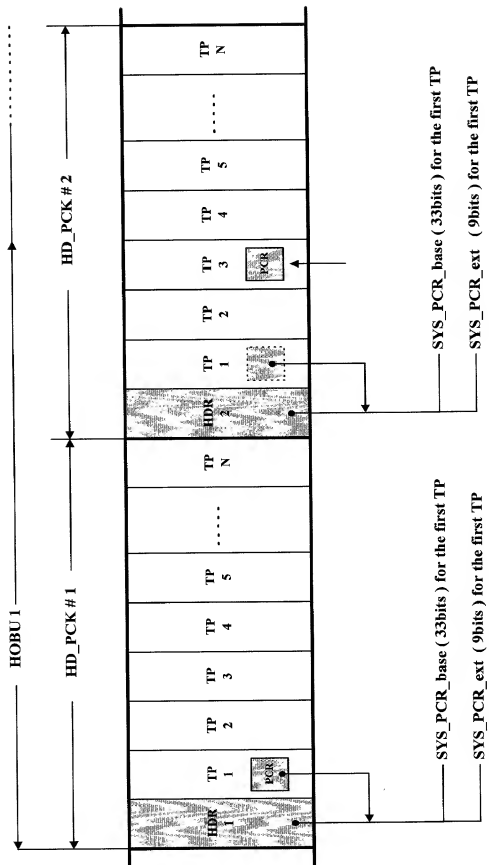 HOBU 1
HD_PCK # 1
HD_PCK # 2
HDR 1
TP 1
PCR
TP 2
TP 3
TP 4
TP 5
TP N
HDR 2
TP 1
TP 2
TP 3
PCR
TP 4
TP 5
TP N
SYS_PCR_base ( 33bits ) for the first TP
SYS_PCR_ext ( 9bits ) for the first TP
SYS_PCR_base ( 33bits ) for the first TP
SYS_PCR_ext ( 9bits ) for the first TP